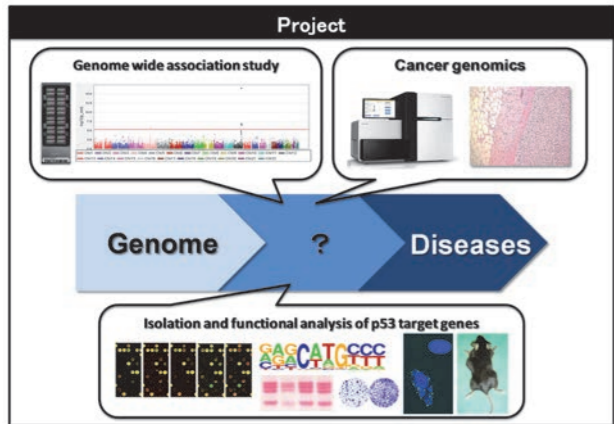 Project
Genome wide association study
Cancer genomics
Genome
?
Diseases
Isolation and functional analysis of p53 target genes